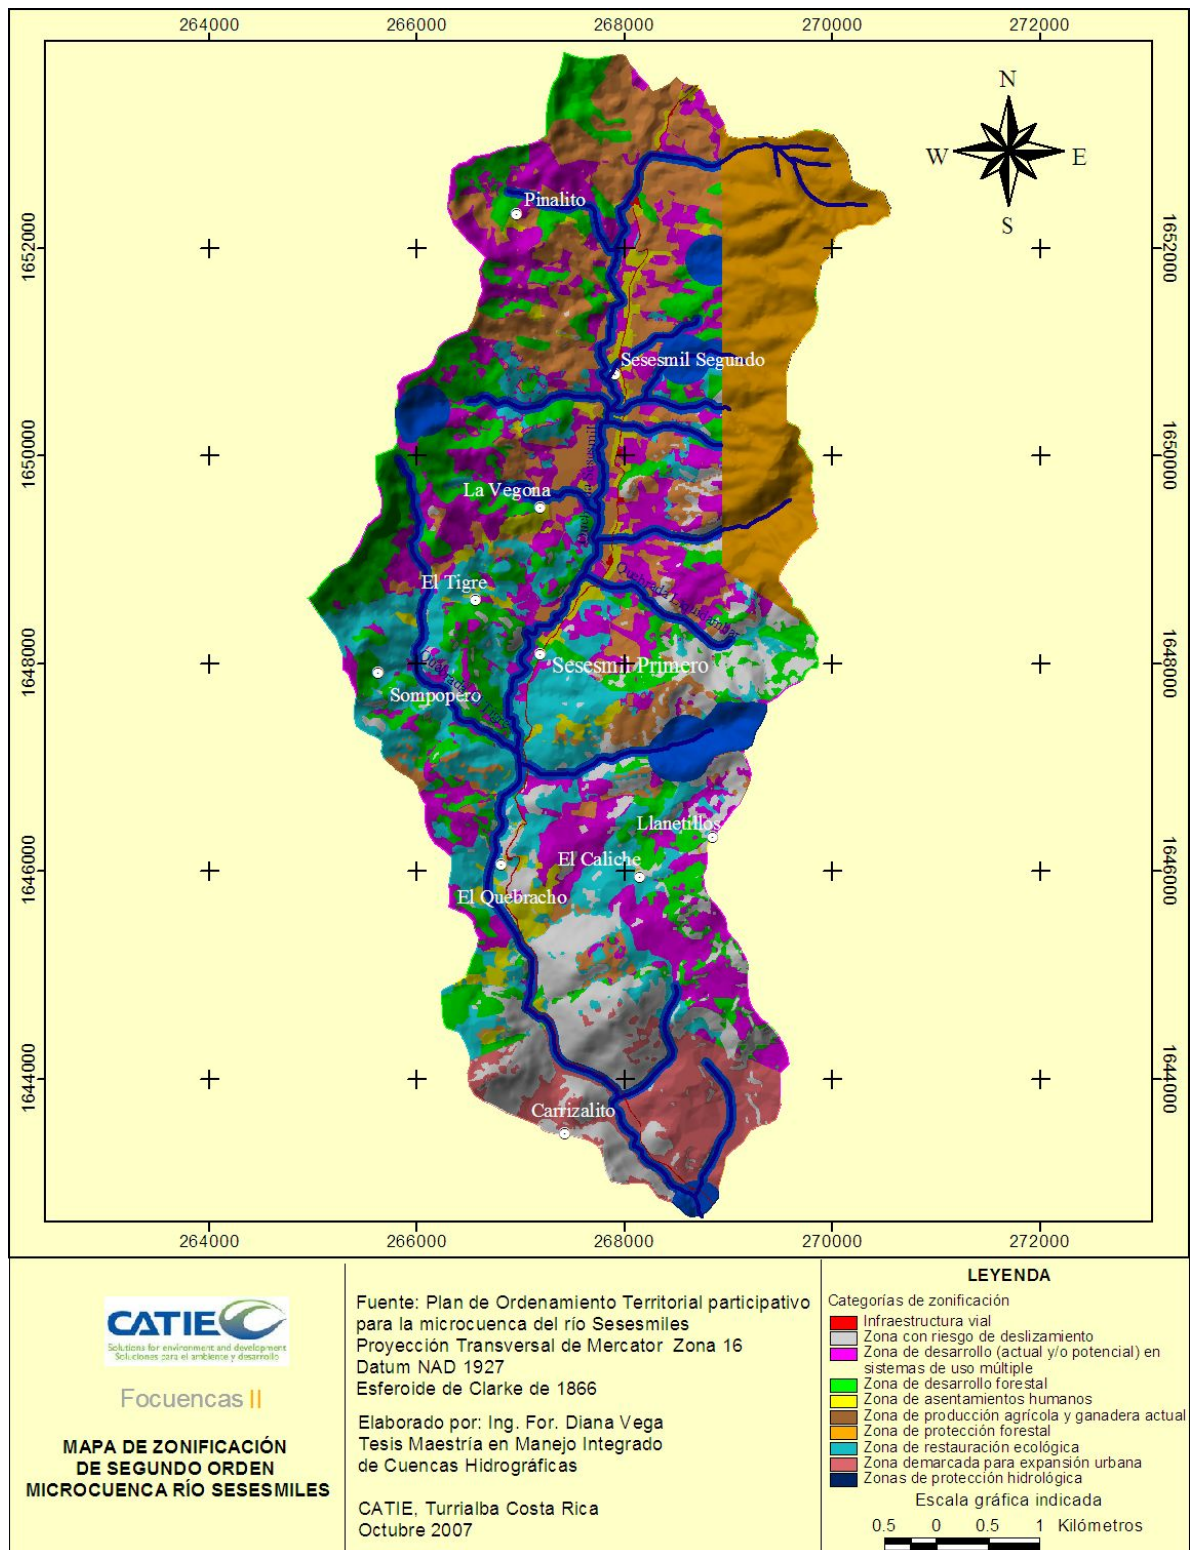 264000 266000 268000 270000 272000
N
W E
S
Pinalito
1652000 1652000
Sesesmil Segundo
1650000 1650000
La Vegona
El Tigre
Sesesmil Primero
1648000 1648000
Sompopero
Llanetillos
El Caliche
1646000 1646000
El Quebracho
1644000 1644000
Carrizalito
264000 266000 268000 270000 272000
CATIE
Solutions for environment and development
Soluciones para el ambiente y desarrollo
Focuencas II
MAPA DE ZONIFICACIÓN
DE SEGUNDO ORDEN
MICROCUENCA RÍO SESESMILES
Fuente: Plan de Ordenamiento Territorial participativo
para la microcuenca del río Sesesmiles
Proyección Transversal de Mercator Zona 16
Datum NAD 1927
Esferoide de Clarke de 1866
Elaborado por: Ing. For. Diana Vega
Tesis Maestría en Manejo Integrado
de Cuencas Hidrográficas
CATIE, Turrialba Costa Rica
Octubre 2007
LEYENDA
Categorías de zonificación
Infraestructura vial
Zona con riesgo de deslizamiento
Zona de desarrollo (actual y/o potencial) en
sistemas de uso múltiple
Zona de desarrollo forestal
Zona de asentamientos humanos
Zona de producción agrícola y ganadera actual
Zona de protección forestal
Zona de restauración ecológica
Zona demarcada para expansión urbana
Zonas de protección hidrológica
Escala gráfica indicada
0.5 0 0.5 1 Kilómetros